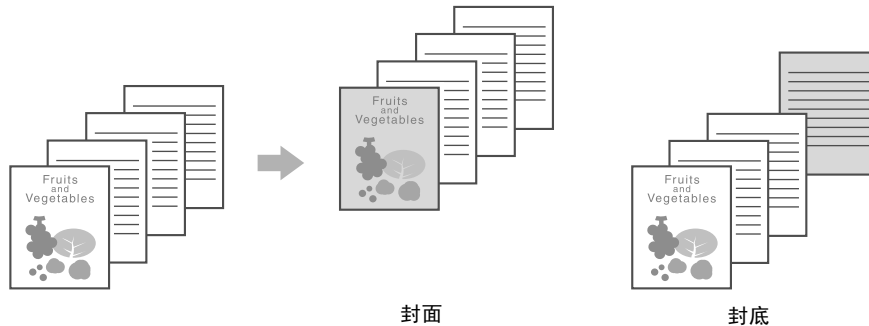 Fruits
and
Vegetables
Fruits
and
Vegetables
Fruits
and
Vegetables
封面
封底